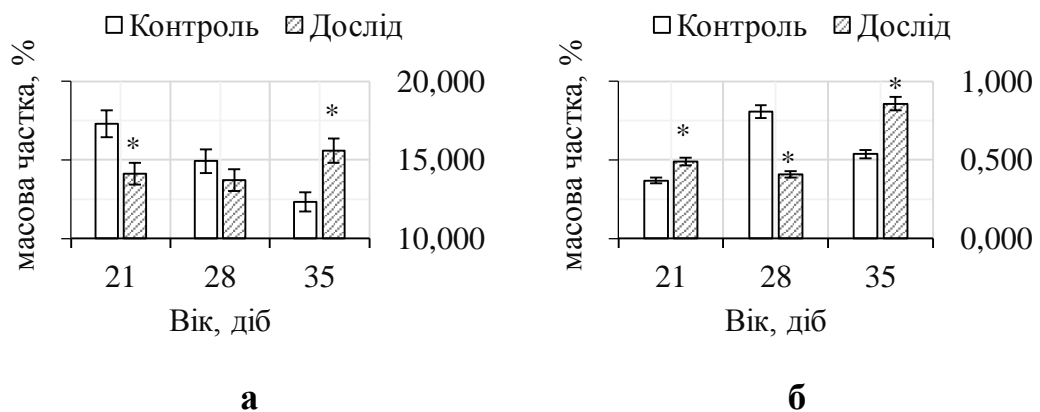 Контроль Дослід
масова частка, %
20,000
15,000
10,000
*
*
21 28 35
Вік, діб
а
Контроль Дослід
масова частка, %
1,000
0,500
0,000
*
*
*
21 28 35
Вік, діб
б